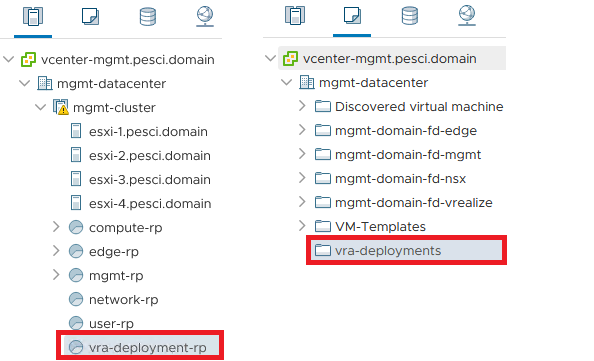 vcenter-mgmt.pesci.domain
mgmt-datacenter
mgmt-cluster
esxi-1.pesci.domain
esxi-2.pesci.domain
esxi-3.pesci.domain
esxi-4.pesci.domain
compute-rp
edge-rp
mgmt-rp
network-rp
user-rp
vra-deployment-rp
vcenter-mgmt.pesci.domain
mgmt-datacenter
Discovered virtual machine
mgmt-domain-fd-edge
mgmt-domain-fd-mgmt
mgmt-domain-fd-nsx
mgmt-domain-fd-vrealize
VM-Templates
vra-deployments